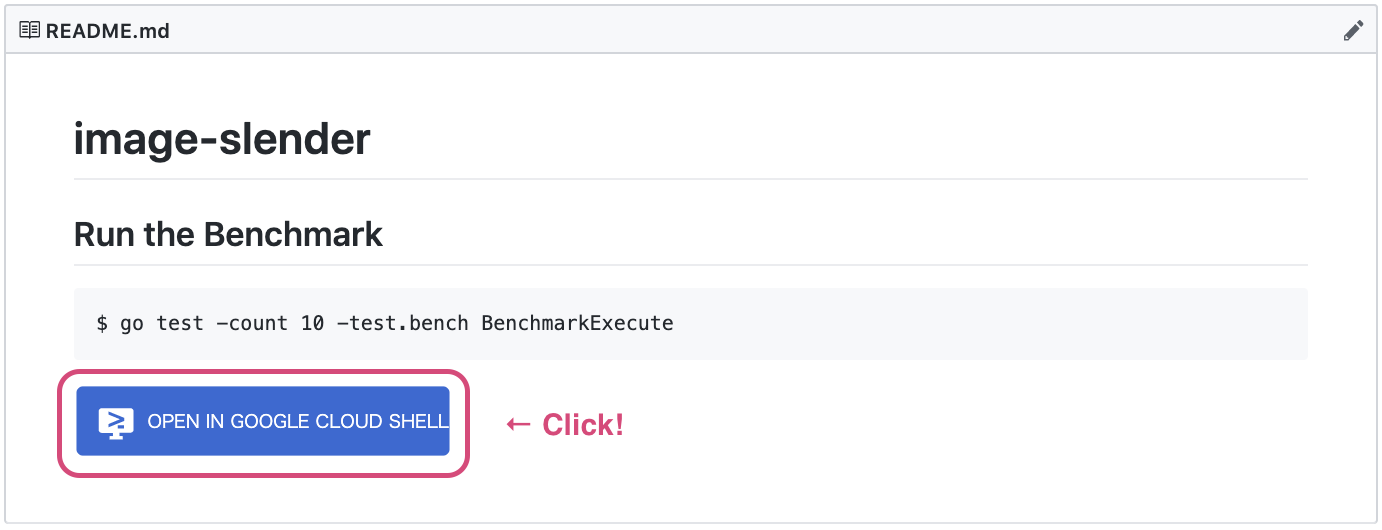 README.md
image-slender
Run the Benchmark
$ go test -count 10 -test.bench BenchmarkExecute
OPEN IN GOOGLE CLOUD SHELL
← Click!